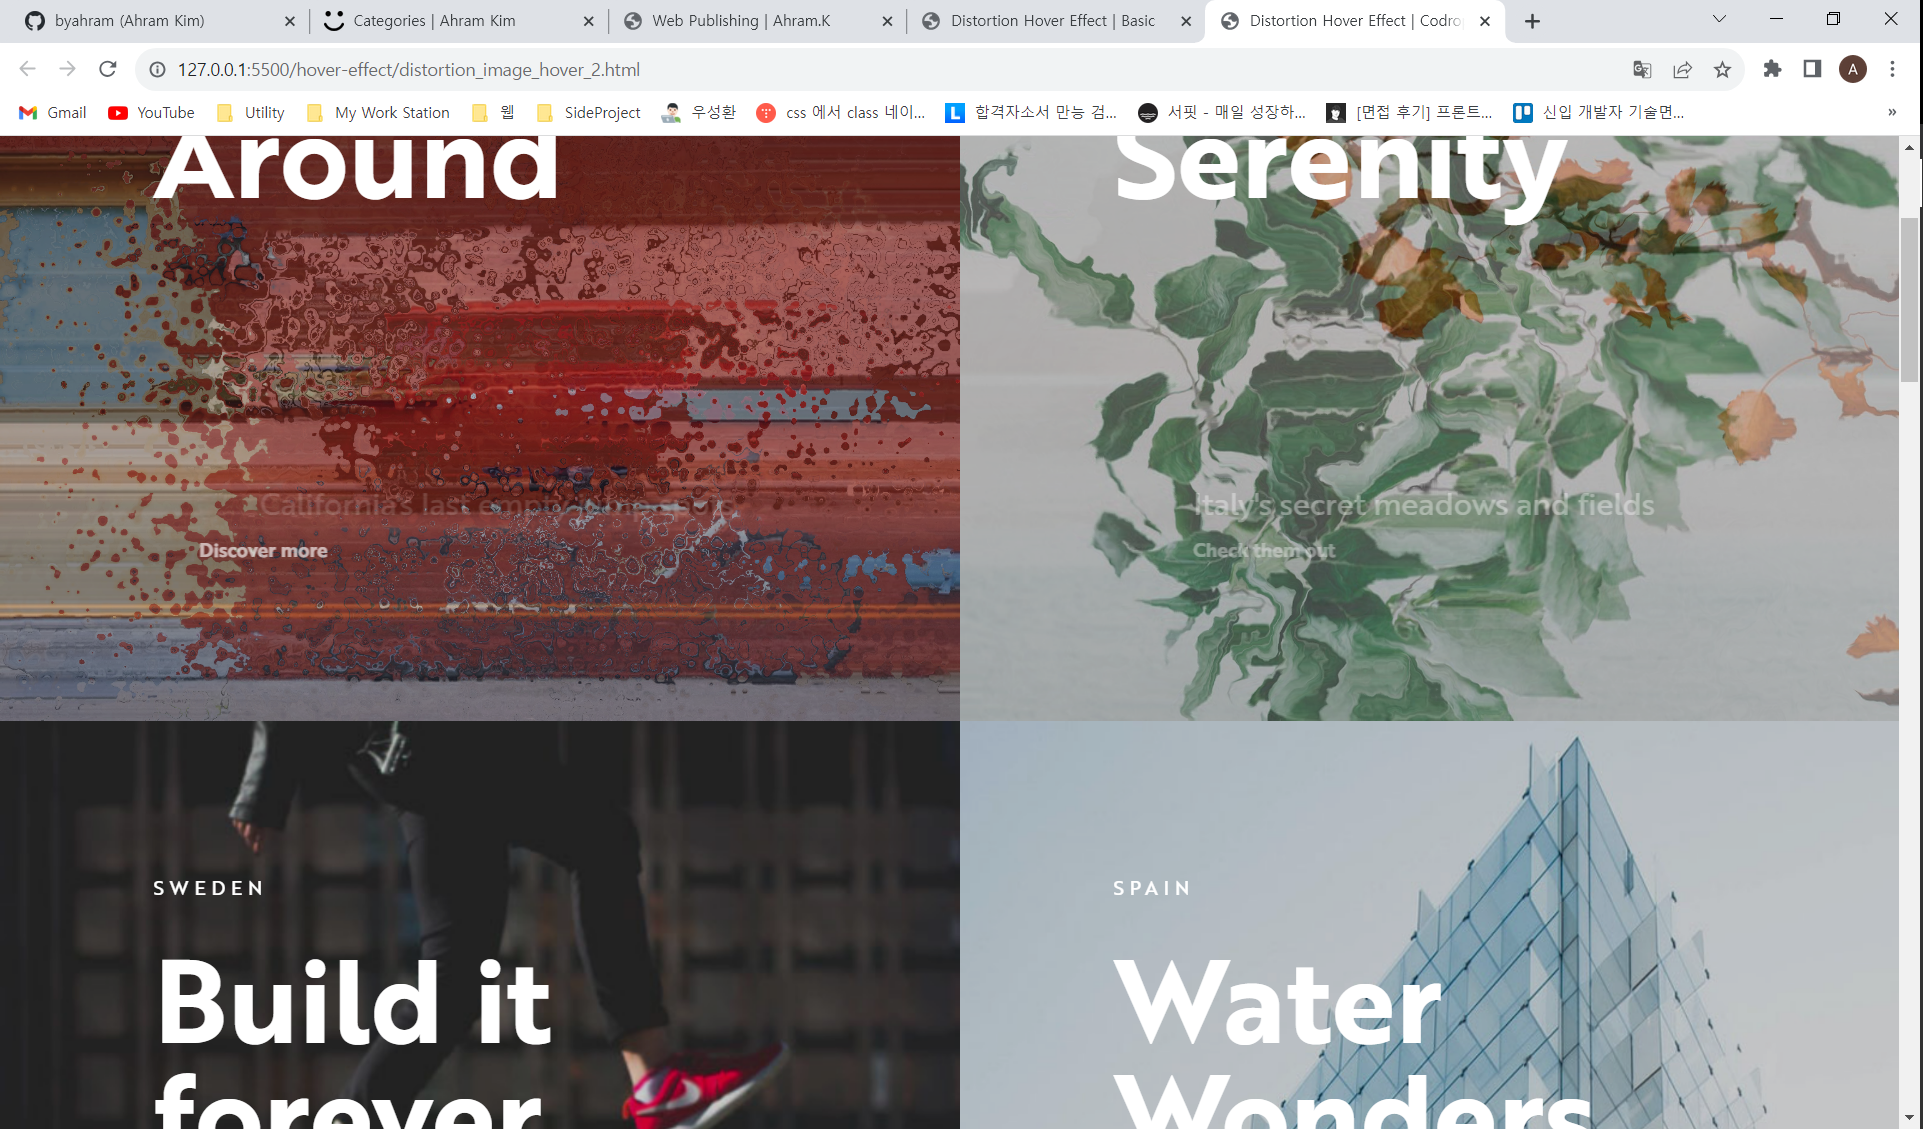 byahram (Ahram Kim)
Categories | Ahram Kim
Web Publishing | Ahram.K
Distortion Hover Effect | Basic
Distortion Hover Effect | Codro
127.0.0.1:5500/hover-effect/distortion_image_hover_2.html
A
Gmail
YouTube
Utility
My Work Station
웹
SideProject
우성환
css 에서 class 네이...
L 합격자소서 만능 검...
서핏 - 매일 성장하...
[면접 후기] 프론트...
신입 개발자 기술면...
»
Around
Serenity
California's last
Italy's secret meadows and fields
Discover more
Check them out
SWEDEN
SPAIN
Build it
forever
Water
Wonders